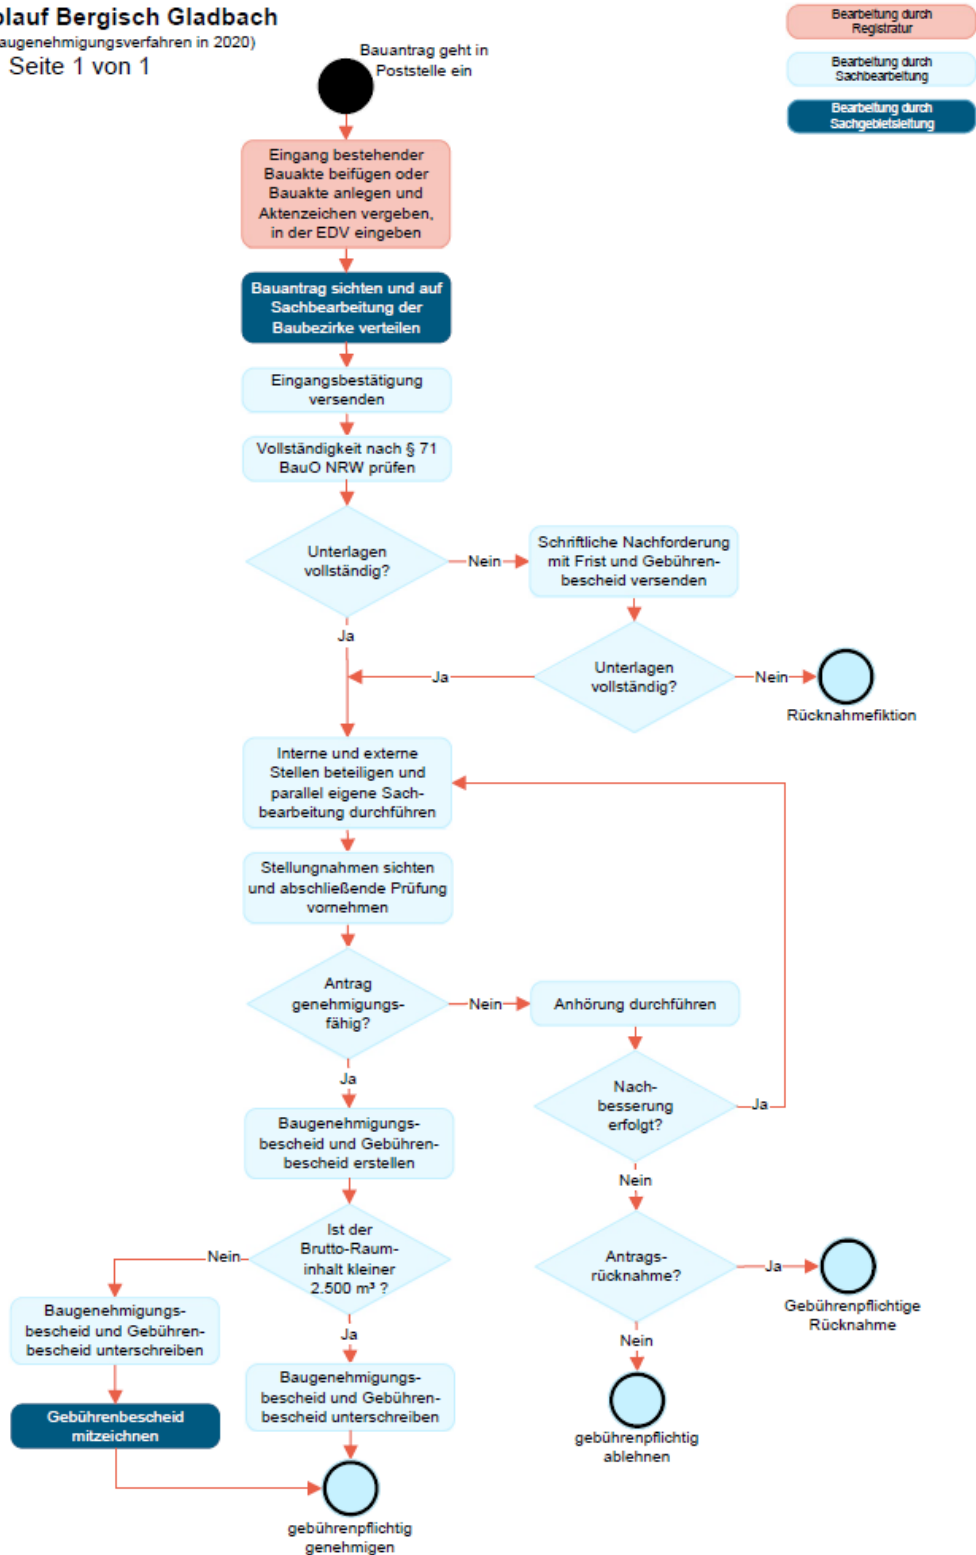 Bergisch Gladbach
in 2020)
Seite 1 von 1
Bearbeitung durch
Registratur
Bearbeitung durch
Sachbearbeitung
Bearbeitung durch
Sachgebietsleitung
Bauantrag geht in
Poststelle ein
Eingang bestehender
Bauakte beifügen oder
Bauakte anlegen und
Aktenzeichen vergeben,
in der EDV eingeben
Bauantrag sichten und auf
Sachbearbeitung der
Baubezirke verteilen
Eingangsbestätigung
versenden
Vollständigkeit nach § 71
BauO NRW prüfen
Unterlagen
vollständig?
Nein
Schriftliche Nachforderung
mit Frist und Gebühren-
bescheid versenden
Ja
Unterlagen
vollständig?
Ja
Nein
Rücknahmefiktion
Interne und externe
Stellen beteiligen und
parallel eigene Sach-
bearbeitung durchführen
Stellungnahmen sichten
und abschließende Prüfung
vornehmen
Antrag
genehmigungs-
fähig?
Nein
Anhörung durchführen
Ja
Nach-
besserung
erfolgt?
Ja
Baugenehmigungs-
bescheid und Gebühren-
bescheid erstellen
Nein
Ist der
Brutto-Raum-
inhalt kleiner
2.500 m³ ?
Nein
Antrags-
rücknahme?
Ja
Gebührenpflichtige
Rücknahme
Baugenehmigungs-
bescheid und Gebühren-
bescheid unterschreiben
Ja
Nein
Baugenehmigungs-
bescheid und Gebühren-
bescheid unterschreiben
Gebührenbescheid
mitzeichnen
gebührenpflichtig
ablehnen
gebührenpflichtig
genehmigen